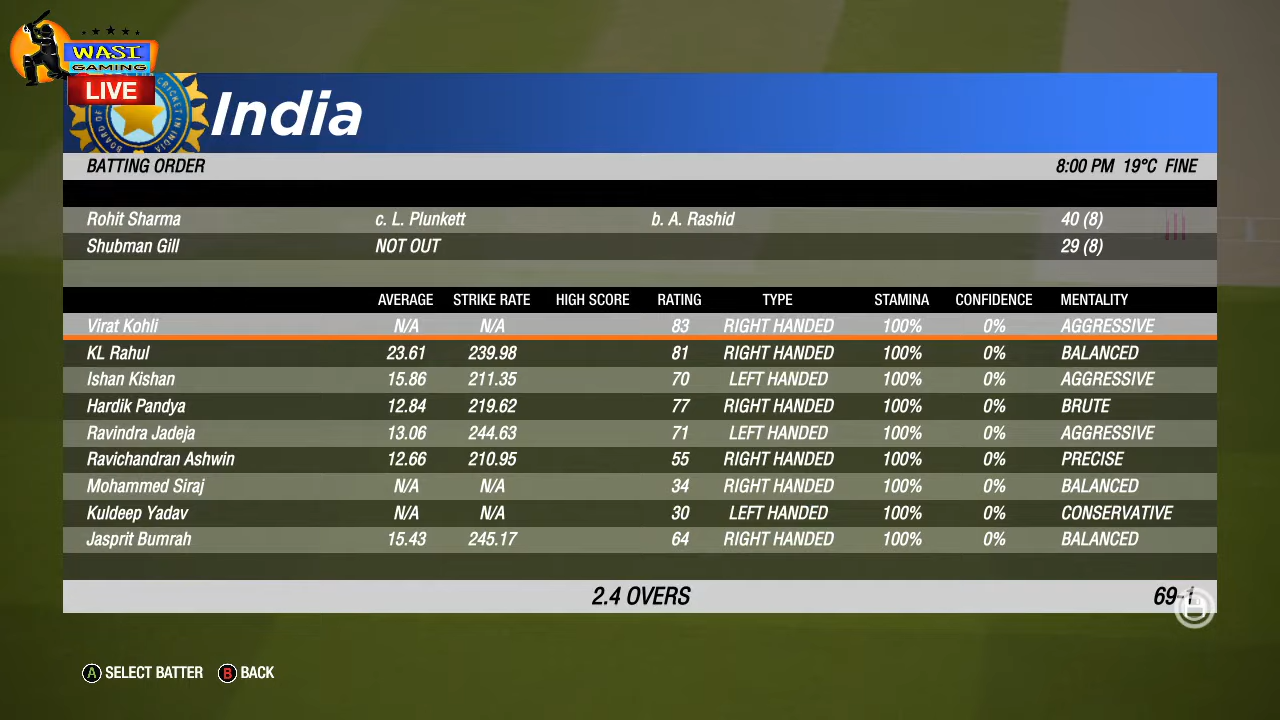 WASI
GAMING
LIVE
India
BATTING ORDER 8:00 PM 19°C FINE
Rohit Sharma c. L. Plunkett b. A. Rashid 40 (8)
Shubman Gill NOT OUT 29 (8)
AVERAGE STRIKE RATE HIGH SCORE RATING TYPE STAMINA CONFIDENCE MENTALITY
Virat Kohli N/A N/A 83 RIGHT HANDED 100% 0% AGGRESSIVE
KL Rahul 23.61 239.98 81 RIGHT HANDED 100% 0% BALANCED
Ishan Kishan 15.86 211.35 70 LEFT HANDED 100% 0% AGGRESSIVE
Hardik Pandya 12.84 219.62 77 RIGHT HANDED 100% 0% BRUTE
Ravindra Jadeja 13.06 244.63 71 LEFT HANDED 100% 0% AGGRESSIVE
Ravichandran Ashwin 12.66 210.95 55 RIGHT HANDED 100% 0% PRECISE
Mohammed Siraj N/A N/A 34 RIGHT HANDED 100% 0% BALANCED
Kuldeep Yadav N/A N/A 30 LEFT HANDED 100% 0% CONSERVATIVE
Jasprit Bumrah 15.43 245.17 64 RIGHT HANDED 100% 0% BALANCED
2.4 OVERS 69-1
A SELECT BATTER B BACK